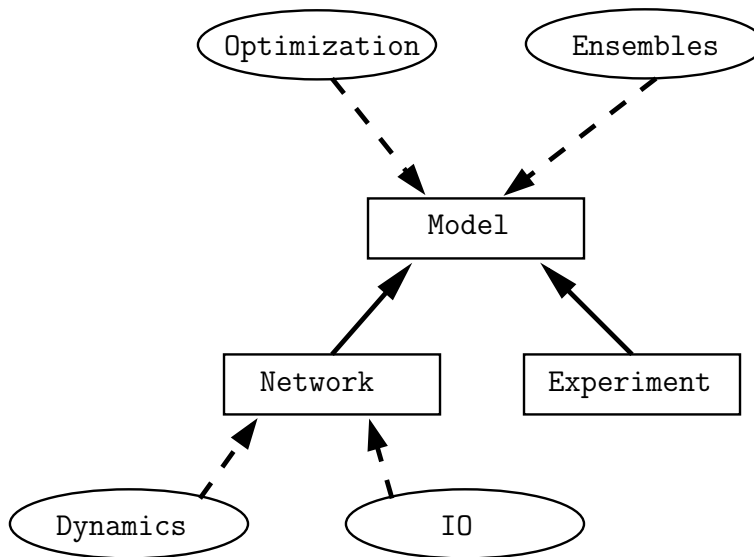 Optimization
Ensembles
Model
Network
Experiment
Dynamics
IO